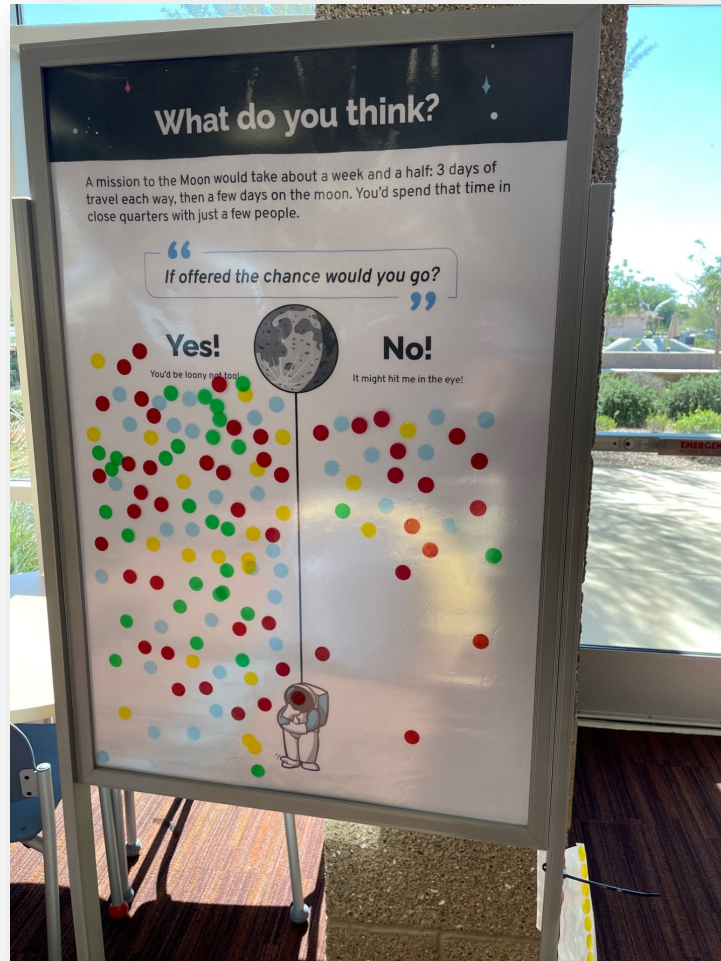 What do you think?
A mission to the Moon would take about a week and a half: 3 days of
travel each way, then a few days on the moon. You'd spend that time in
close quarters with just a few people.
“
If offered the chance would you go?
”
Yes!
No!
You'd be loony not too!
It might hit me in the eye!
EMERGEN